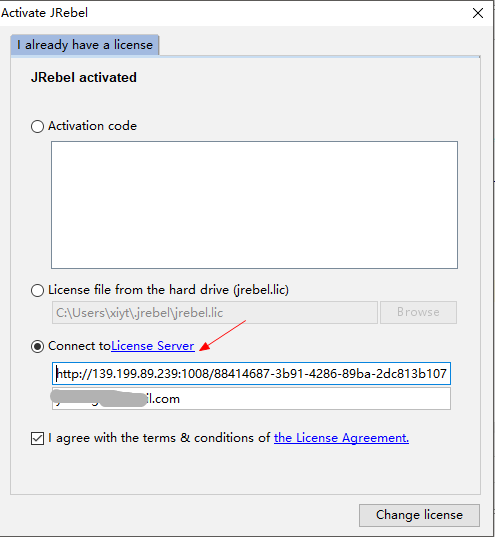 Activate JRebel
I already have a license
JRebel activated
Activation code
License file from the hard drive (jrebel.lic)
C:\Users\xiyt\.jrebel\jrebel.lic
Browse
Connect toLicense Server
http://139.199.89.239:1008/88414687-3b91-4286-89ba-2dc813b107
il.com
I agree with the terms & conditions of the License Agreement.
Change license